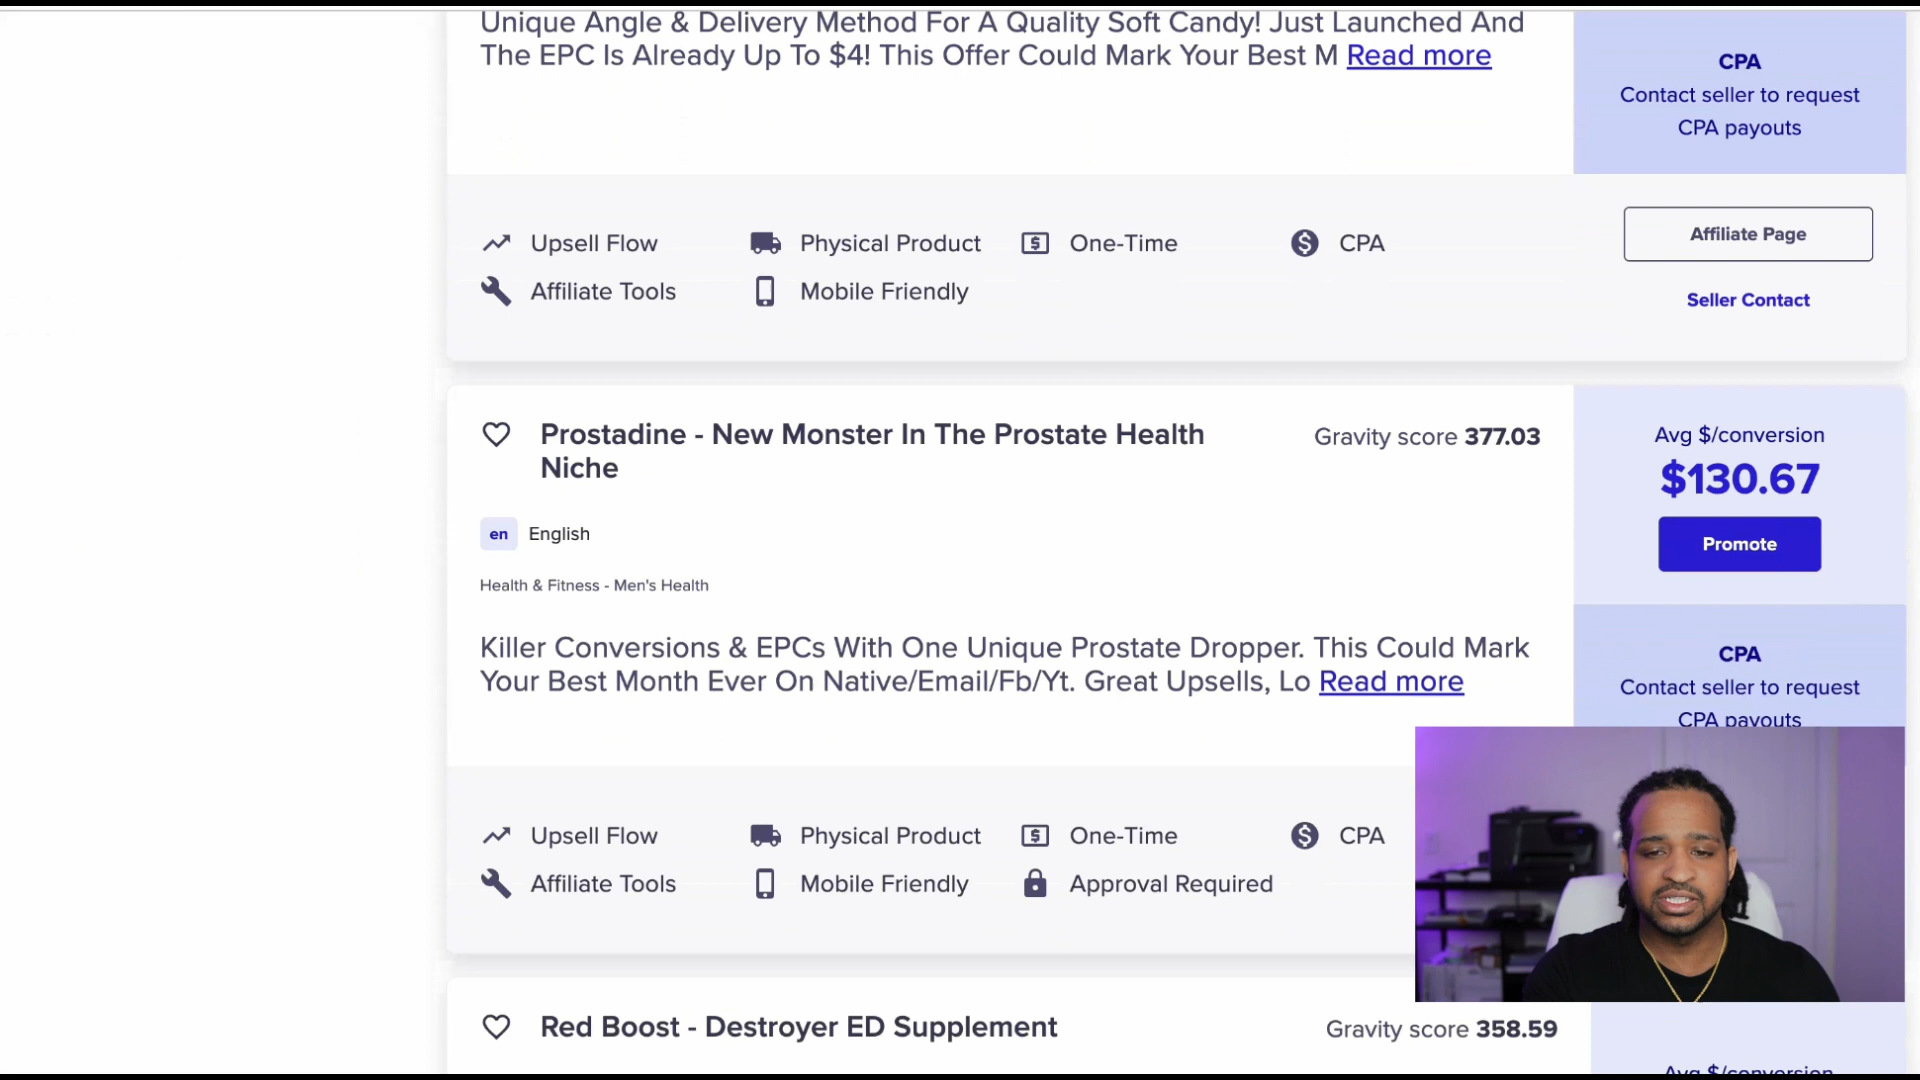 Unique Angle & Delivery Method For A Quality Soft Candy! Just Launched And
The EPC Is Already Up To $4! This Offer Could Mark Your Best M Read more
CPA
Contact seller to request
CPA payouts
Upsell Flow
Physical Product
One-Time
CPA
Affiliate Tools
Mobile Friendly
Affiliate Page
Seller Contact
Prostadine - New Monster In The Prostate Health
Niche
Gravity score 377.03
Avg $/conversion
$130.67
Promote
en English
Health & Fitness - Men's Health
Killer Conversions & EPCs With One Unique Prostate Dropper. This Could Mark
Your Best Month Ever On Native/Email/Fb/Yt. Great Upsells, Lo Read more
CPA
Contact seller to request
CPA payouts
Upsell Flow
Physical Product
One-Time
CPA
Affiliate Tools
Mobile Friendly
Approval Required
Red Boost - Destroyer ED Supplement
Gravity score 358.59
Avg $/conversion